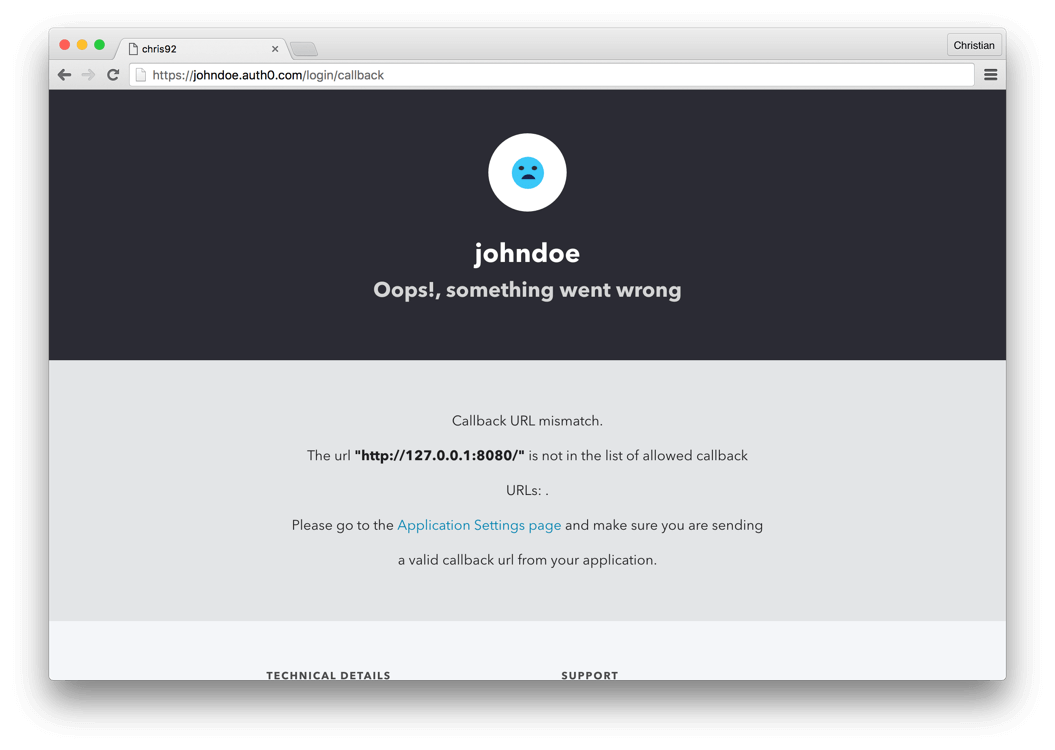 chris92
Christian
https://johndoe.auth0.com/login/callback
johndoe
Oops!, something went wrong
Callback URL mismatch.
The url "http://127.0.0.1:8080/" is not in the list of allowed callback
URLs: .
Please go to the Application Settings page and make sure you are sending
a valid callback url from your application.
TECHNICAL DETAILS SUPPORT